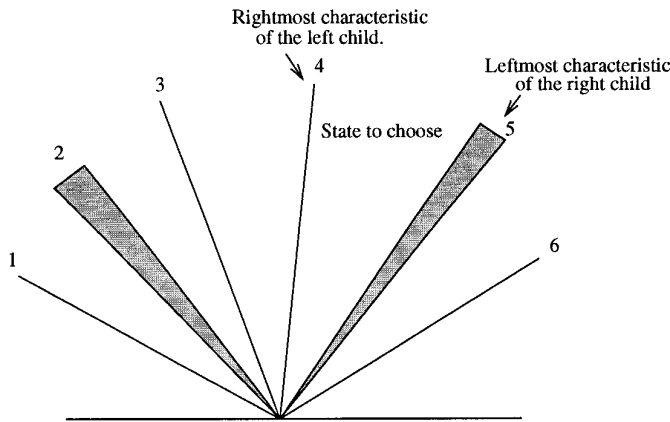 Rightmost characteristic
of the left child.
4
3
Leftmost characteristic
of the right child
State to choose
5
2
6
1